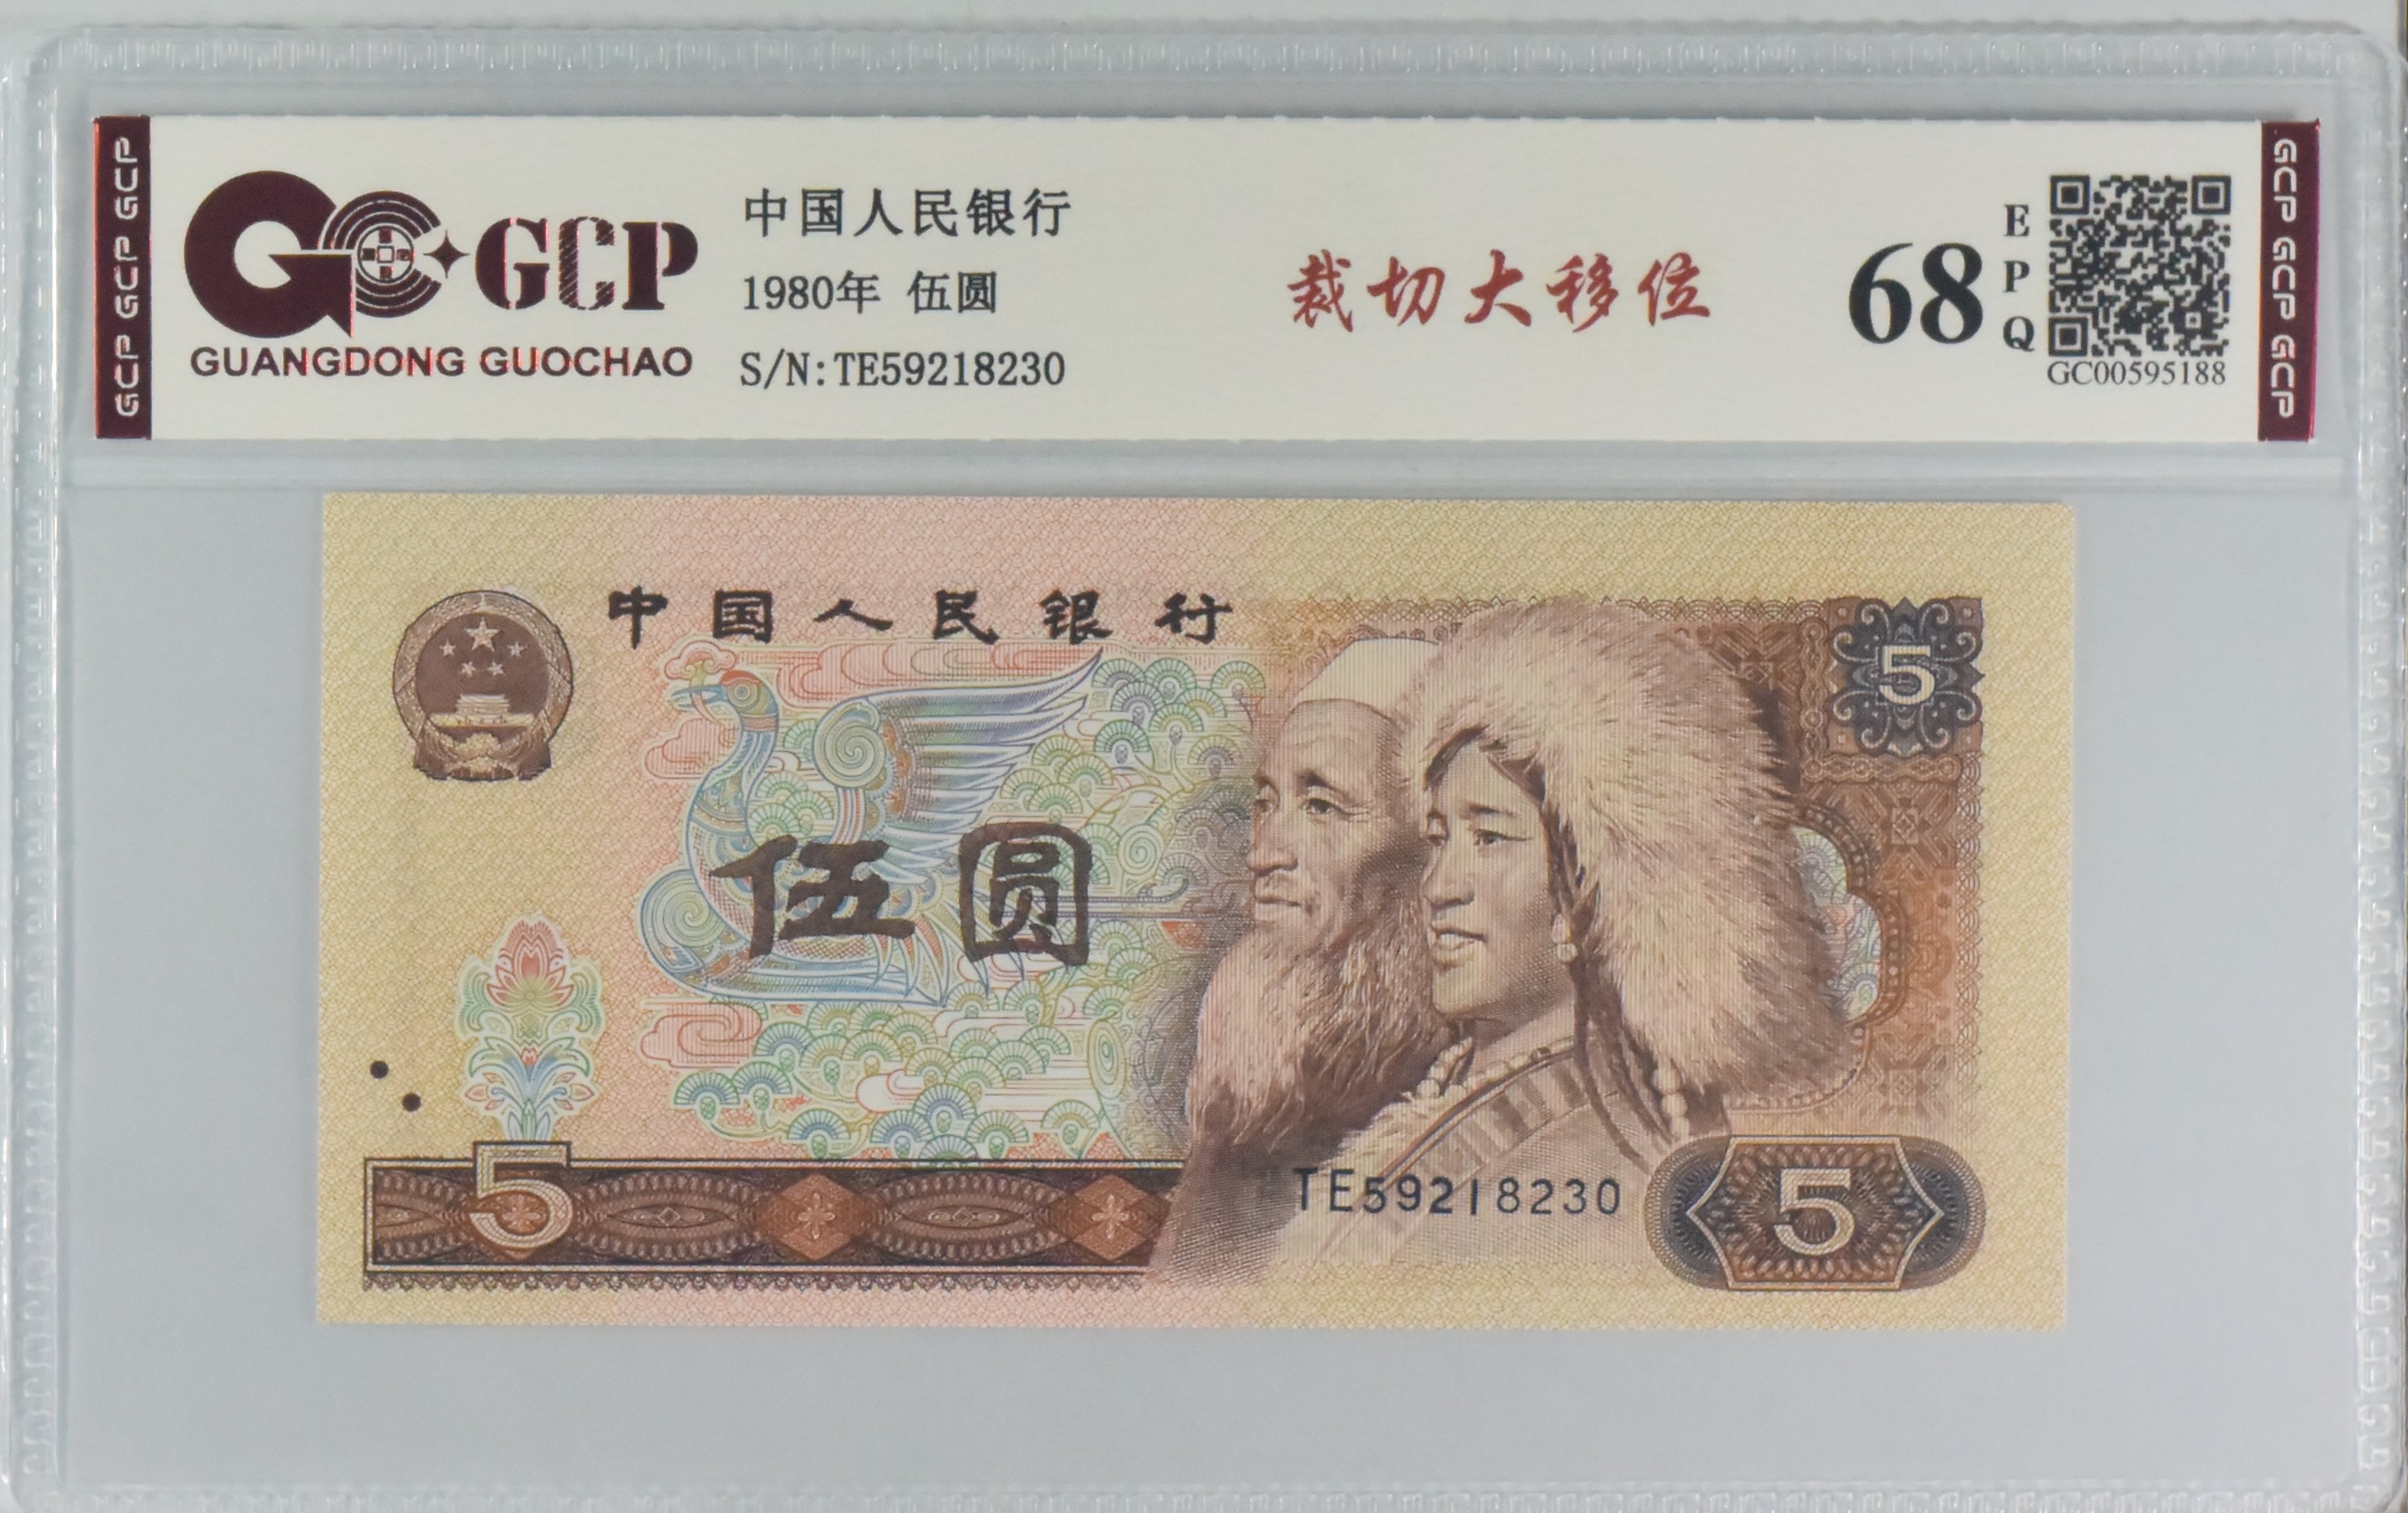 GCP GCP GCP
GCP
GUANGDONG GUOCHAO
中国人民银行
1980年 伍圆
S/N:TE59218230
裁切大移位
68
EPQ
GC00595188
GCP GCP GCP
中国人民银行
5
伍圆
5
TE59218230
5